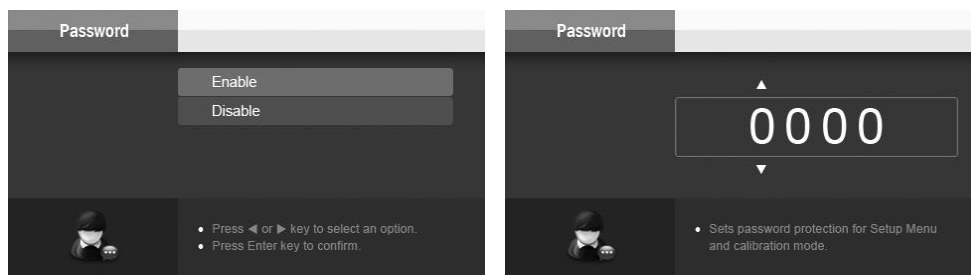 Password
Enable
Disable
• Press ◀ or ▶ key to select an option.
• Press Enter key to confirm.
Password
▲
0000
▼
• Sets password protection for Setup Menu
and calibration mode.